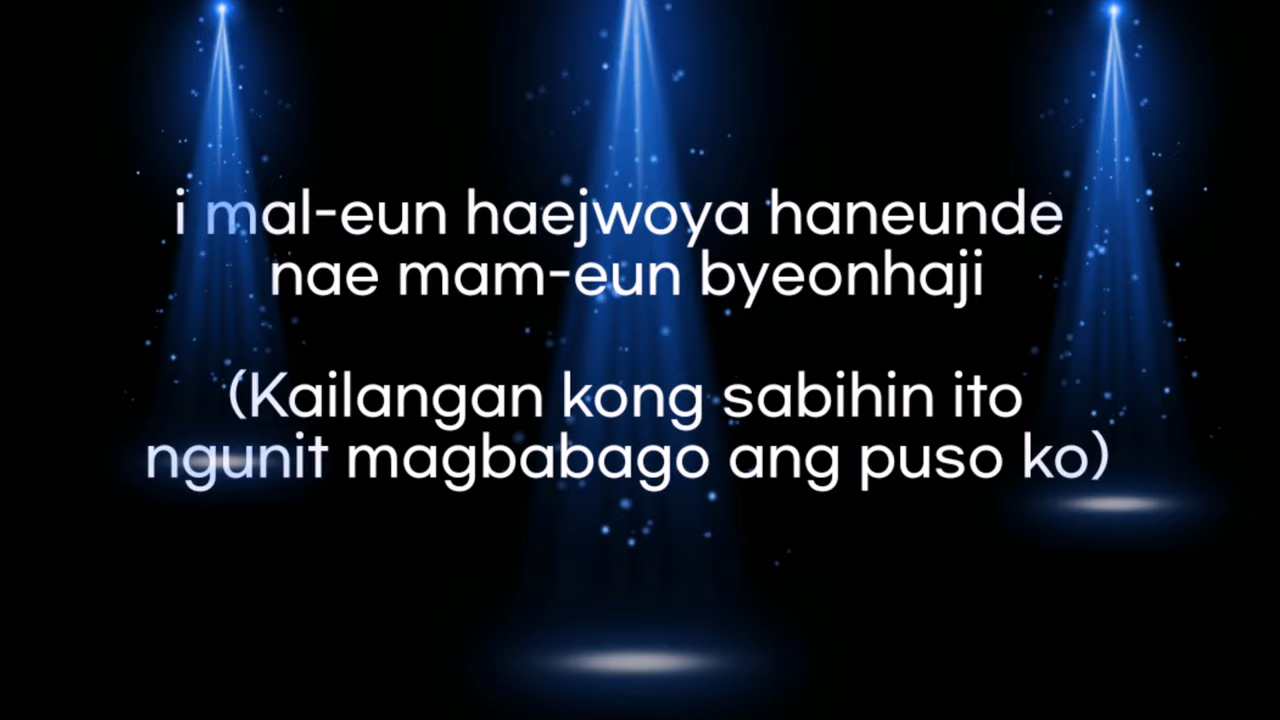 i mal-eun haejwoya haneunde
nae mam-eun byeonhaji
(Kailangan kong sabihin ito
ngunit magbabago ang puso ko)